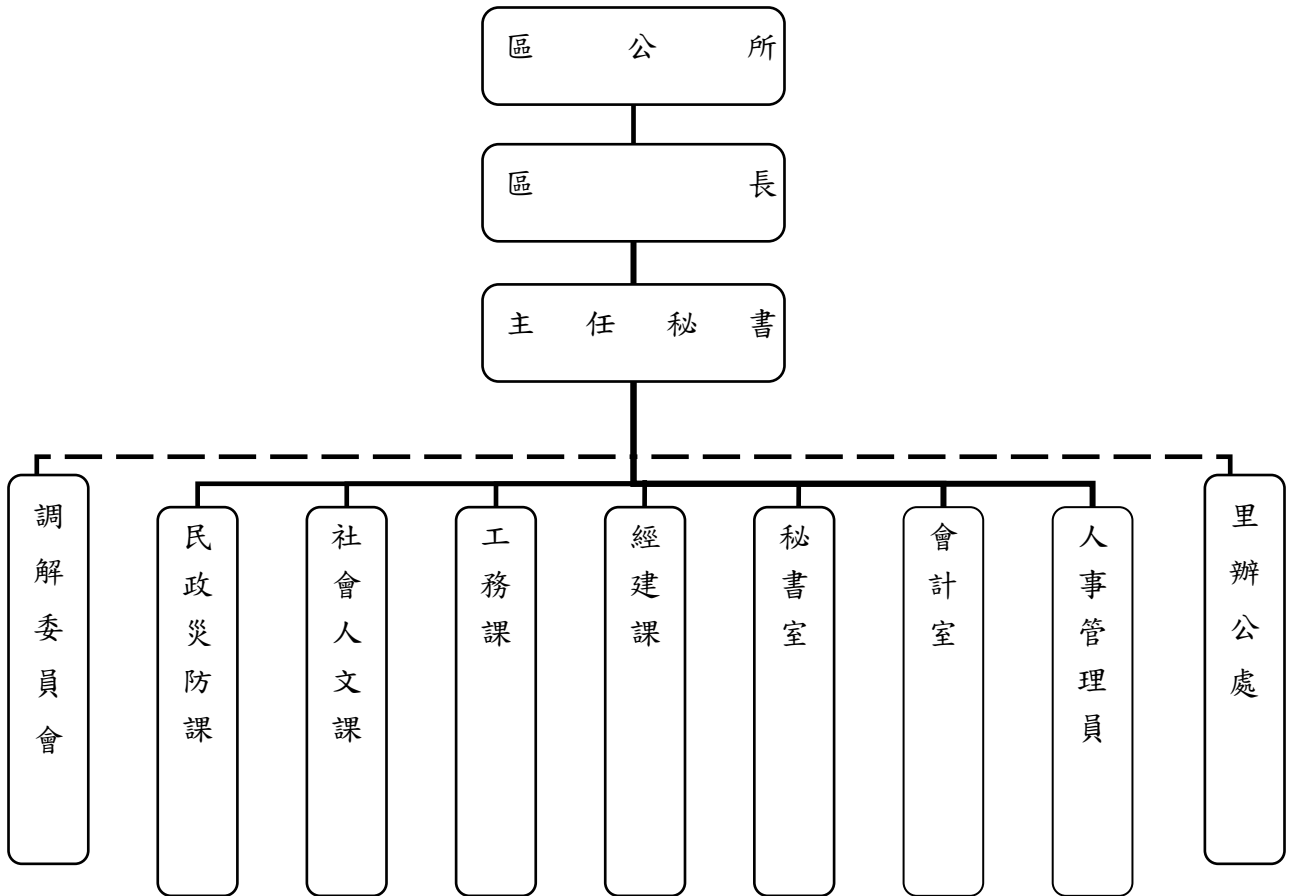 區公所
區長
主任秘書
調解委員會
民政災防課
社會人文課
工務課
經建課
秘書室
會計室
人事管理員
里辦公處